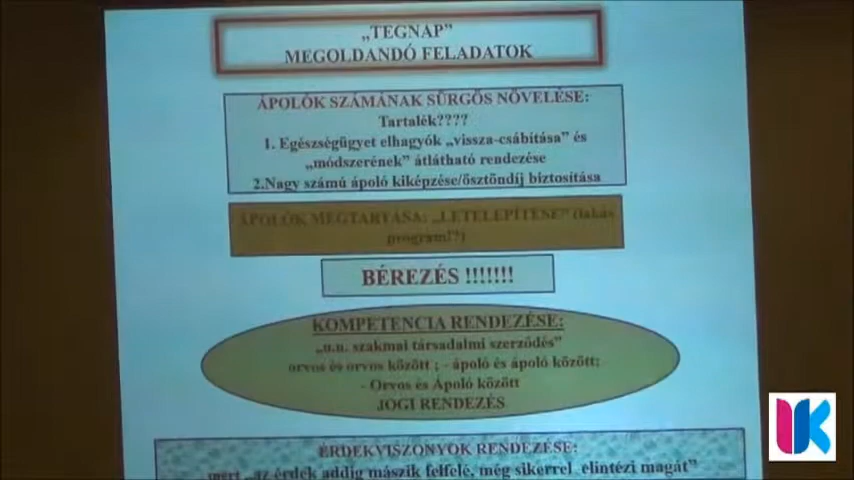 „TEGNAP”
MEGOLDANDÓ FELADATOK
ÁPOLÓK SZÁMÁNAK SÜRGŐS NÖVELÉSE:
Tartalék????
1. Egészségügyet elhagyók „vissza-csábítása” és
„módszerének” átlátható rendezése
2.Nagy számú ápoló kiképzése/ösztöndíj biztosítása
ÁPOLÓK MEGTARTÁSA: „LETELEPÍTÉSE” (lakás
program!?)
BÉREZÉS !!!!!!!
KOMPETENCIA RENDEZÉSE:
„u.n. szakmai társadalmi szerződés”
orvos és orvos között ; - ápoló és ápoló között;
- Orvos és Ápoló között
JOGI RENDEZÉS
ÉRDEKVISZONYOK RENDEZÉSE:
mert „az érdek addig mászik felfelé, még sikerrel elintézi magát”
UK